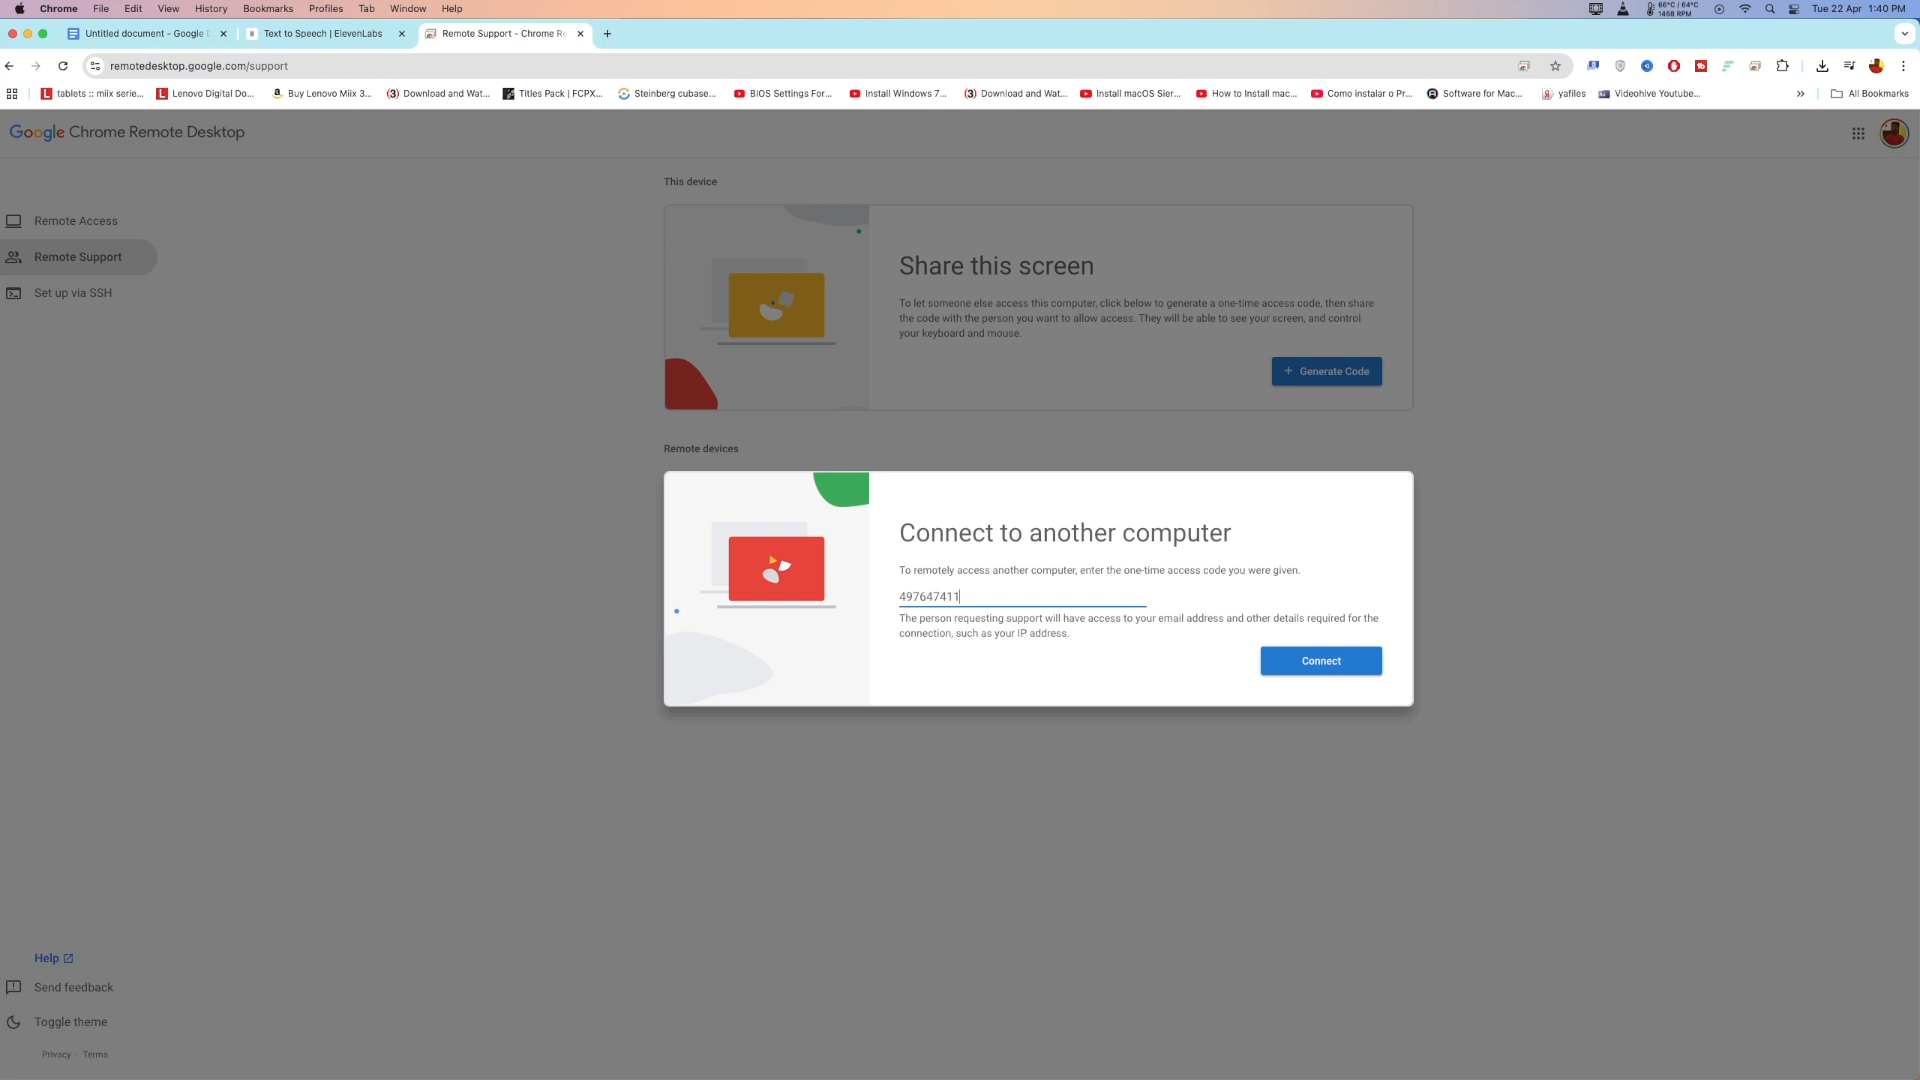 Chrome File Edit View History Bookmarks Profiles Tab Window Help
66°C / 64°C
1468 RPM
Tue 22 Apr 1:40 PM
Untitled document - Google
Text to Speech | ElevenLabs
Remote Support - Chrome Re
remotedesktop.google.com/support
tablets :: miix serie...
Lenovo Digital Do...
Buy Lenovo Miix 3...
Download and Wat...
Titles Pack | FCPX...
Steinberg cubase...
BIOS Settings For...
Install Windows 7...
Download and Wat...
Install macOS Sier...
How to Install mac...
Como instalar o Pr...
Software for Mac...
yafiles
Videohive Youtube...
All Bookmarks
Google Chrome Remote Desktop
Remote Access
Remote Support
Set up via SSH
This device
Share this screen
To let someone else access this computer, click below to generate a one-time access code, then share
the code with the person you want to allow access. They will be able to see your screen, and control
your keyboard and mouse.
+ Generate Code
Remote devices
Connect to another computer
To remotely access another computer, enter the one-time access code you were given.
497647411
The person requesting support will have access to your email address and other details required for the
connection, such as your IP address.
Connect
Help
Send feedback
Toggle theme
Privacy · Terms